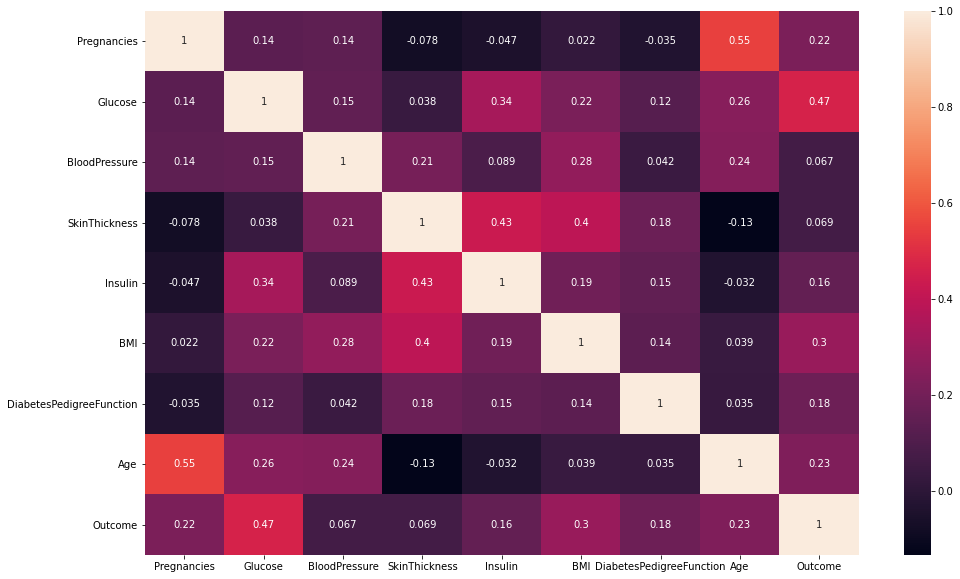 Pregnancies 1 0.14 0.14 -0.078 -0.047 0.022 -0.035 0.55 0.22
Glucose 0.14 1 0.15 0.038 0.34 0.22 0.12 0.26 0.47
BloodPressure 0.14 0.15 1 0.21 0.089 0.28 0.042 0.24 0.067
SkinThickness -0.078 0.038 0.21 1 0.43 0.4 0.18 -0.13 0.069
Insulin -0.047 0.34 0.089 0.43 1 0.19 0.15 -0.032 0.16
BMI 0.022 0.22 0.28 0.4 0.19 1 0.14 0.039 0.3
DiabetesPedigreeFunction -0.035 0.12 0.042 0.18 0.15 0.14 1 0.035 0.18
Age 0.55 0.26 0.24 -0.13 -0.032 0.039 0.035 1 0.23
Outcome 0.22 0.47 0.067 0.069 0.16 0.3 0.18 0.23 1
Pregnancies Glucose BloodPressure SkinThickness Insulin BMI DiabetesPedigreeFunction Age Outcome
1.0
0.8
0.6
0.4
0.2
0.0